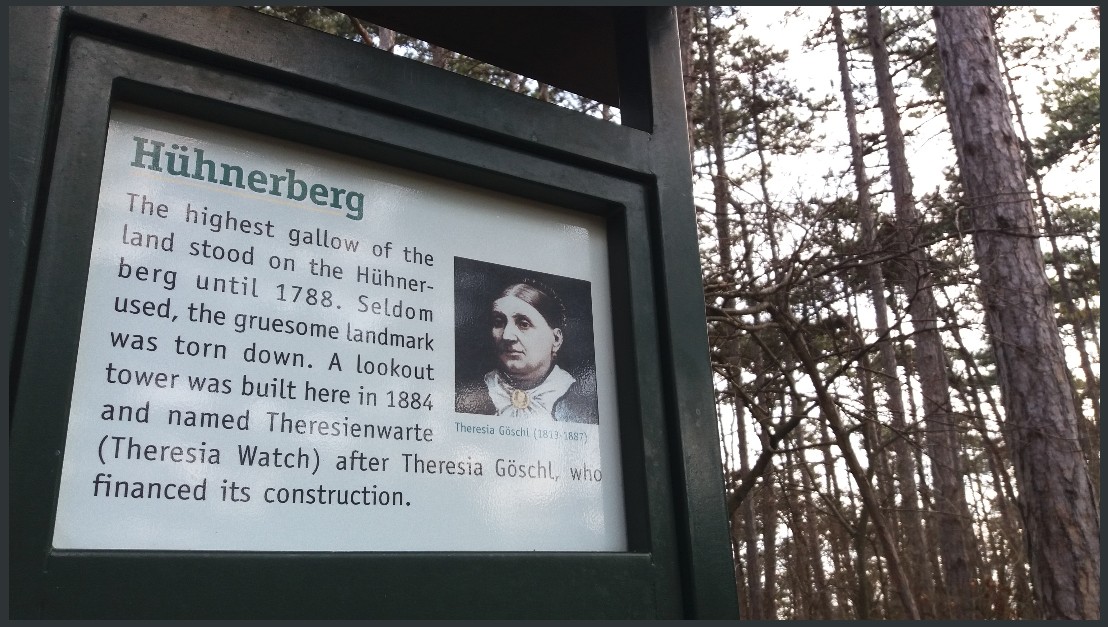 Hühnerberg
The highest gallow of the
land stood on the Hühner-
berg until 1788. Seldom
used, the gruesome landmark
was torn down. A lookout
tower was built here in 1884
and named Theresienwarte
(Theresia Watch) after Theresia Göschl, who
financed its construction.
Theresia Göschl (1813-1887)